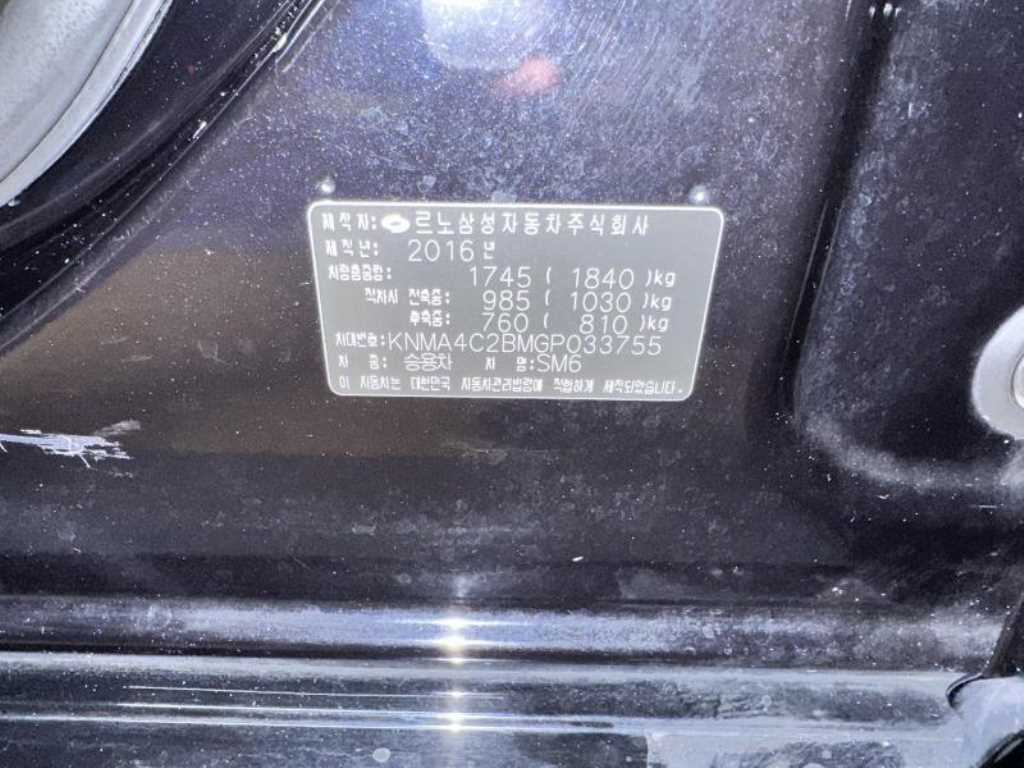 제작자: 르노삼성자동차주식회사
제작년: 2016년
차량총중량: 1745 ( 1840 )kg
적차시 전축중: 985 ( 1030 )kg
후축중: 760 ( 810 )kg
차대번호:KNMA4C2BMGP033755
차 종: 승용차 차 명:SM6
이 자동차는 대한민국 자동차관리법령에 적합하게 제작되었습니다.